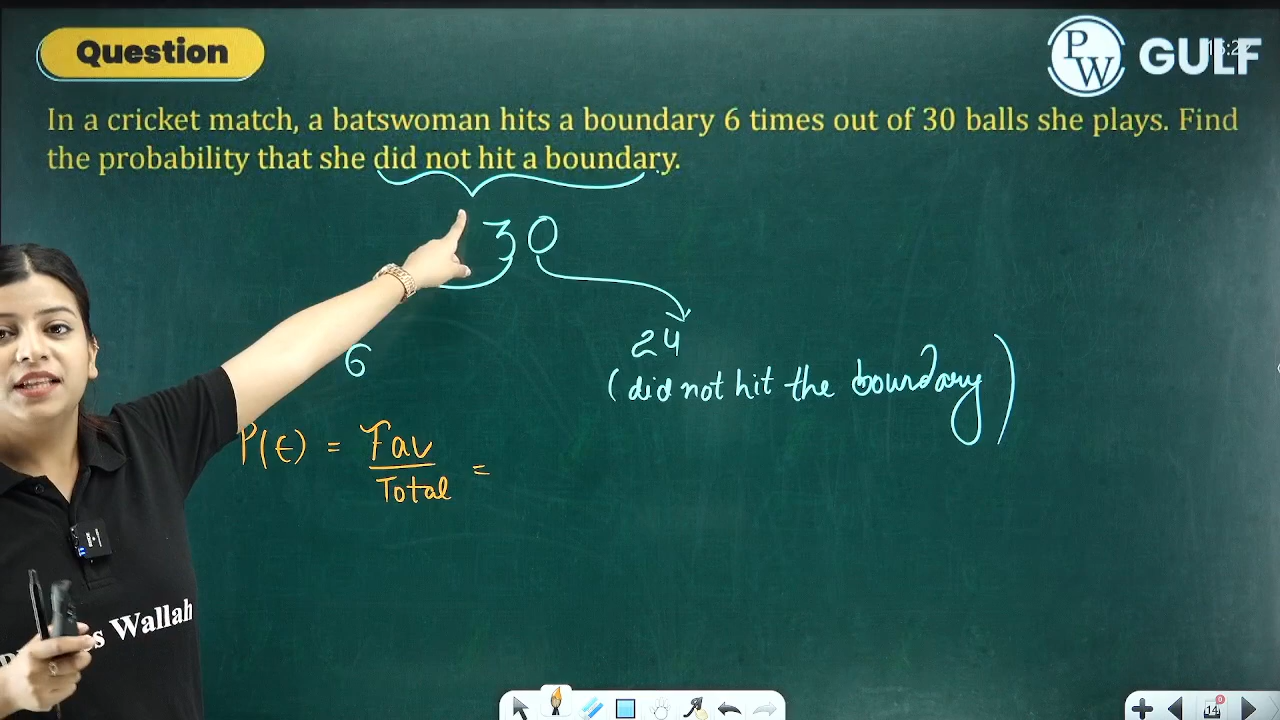 Question
PW
GULF
In a cricket match, a batswoman hits a boundary 6 times out of 30 balls she plays. Find
the probability that she did not hit a boundary.
30
6
24
(did not hit the boundary)
P(E) = Fav
Total =
Wallah
14